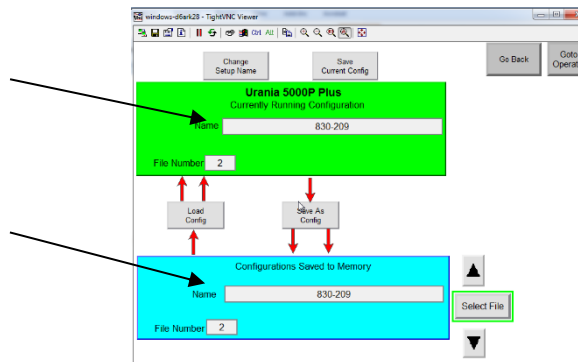 windows-d6ark28 - TightVNC Viewer
Ctrl Alt
Change
Setup Name
Save
Current Config
Go Back
Goto
Operat
Urania 5000P Plus
Currently Running Configuration
Name 830-209
File Number 2
Load
Config
Save As
Config
Configurations Saved to Memory
Name 830-209
Select File
File Number 2